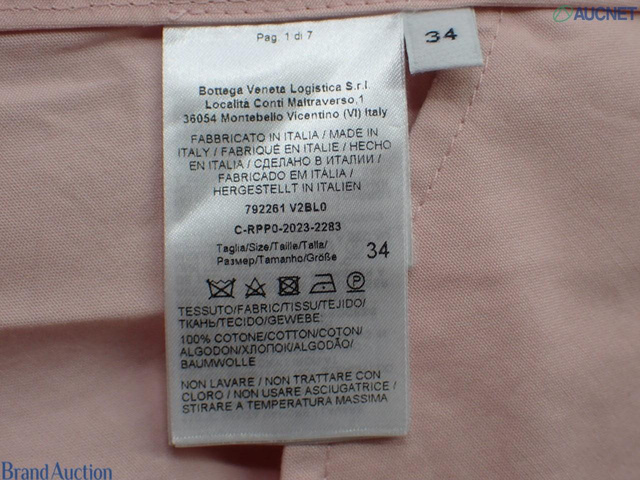 AUCNET
34
Pag. 1 di 7
Bottega Veneta Logistica S.r.l
Località Conti Maltraverso,1
36054 Montebello Vicentino (VI) Italy
FABBRICATO IN ITALIA / MADE IN
ITALY / FABRIQUÉ EN ITALIE / HECHO
EN ITALIA / СДЕЛАНО В ИТАЛИИ /
FABRICADO EM ITÁLIA /
HERGESTELLT IN ITALIEN
792261 V2BL0
C-RPP0-2023-2283
Taglia/Size/Taille/Talla/
Размер/Tamanho/Größe 34
TESSUTO/FABRIC/TISSU/TEJIDO/
ТКАНЬ/TECIDO/GEWEBE
100% COTONE/COTTON/COTON/
ALGODON/ХЛОПОК/ALGODÃO/
BAUMWOLLE
NON LAVARE / NON TRATTARE CON
CLORO / NON USARE ASCIUGATRICE /
STIRARE A TEMPERATURA MASSIMA
Brand Auction